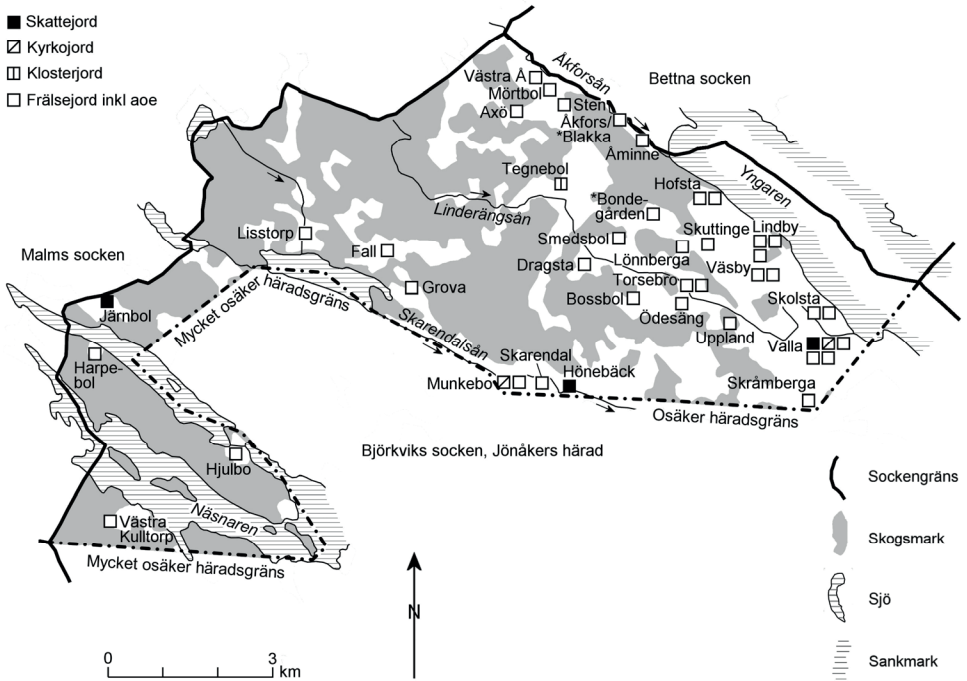 Skattejord
Kyrkojord
Klosterjord
Frälsejord inkl aoe
Bettna socken
Åkforsån
Västra Å
Mörtbol
Sten
Axö
Åkfors/
*Blakka
Åminne
Tegnebol
Hofsta
Yngaren
*Bonde-
gården
Linderängsån
Lisstorp
Fall
Smedsbol
Skuttinge
Lindby
Lönnberga
Väsby
Dragsta
Torsebro
Malms socken
Grova
Bossbol
Ödesäng
Skolsta
Järnbol
Mycket osäker häradsgräns
Skarendalsån
Uppland
Valla
Harpe-
bol
Skarendal
Munkebo
Hönebäck
Skråmberga
Osäker häradsgräns
Björkviks socken, Jönåkers härad
Hjulbo
Näsnaren
Västra
Kulltorp
Mycket osäker häradsgräns
Sockengräns
Skogsmark
Sjö
Sankmark
N
0 3
km